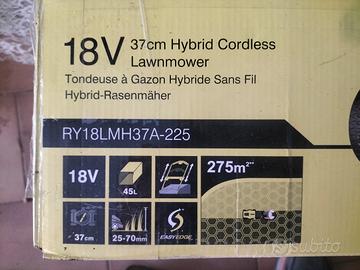 18V 37cm Hybrid Cordless
Lawnmower
Tondeuse à Gazon Hybride Sans Fil
Hybrid-Rasenmäher
RY18LMH37A-225
18V
45L
275m²**
37cm
25-70mm
EASYEDGE
subito